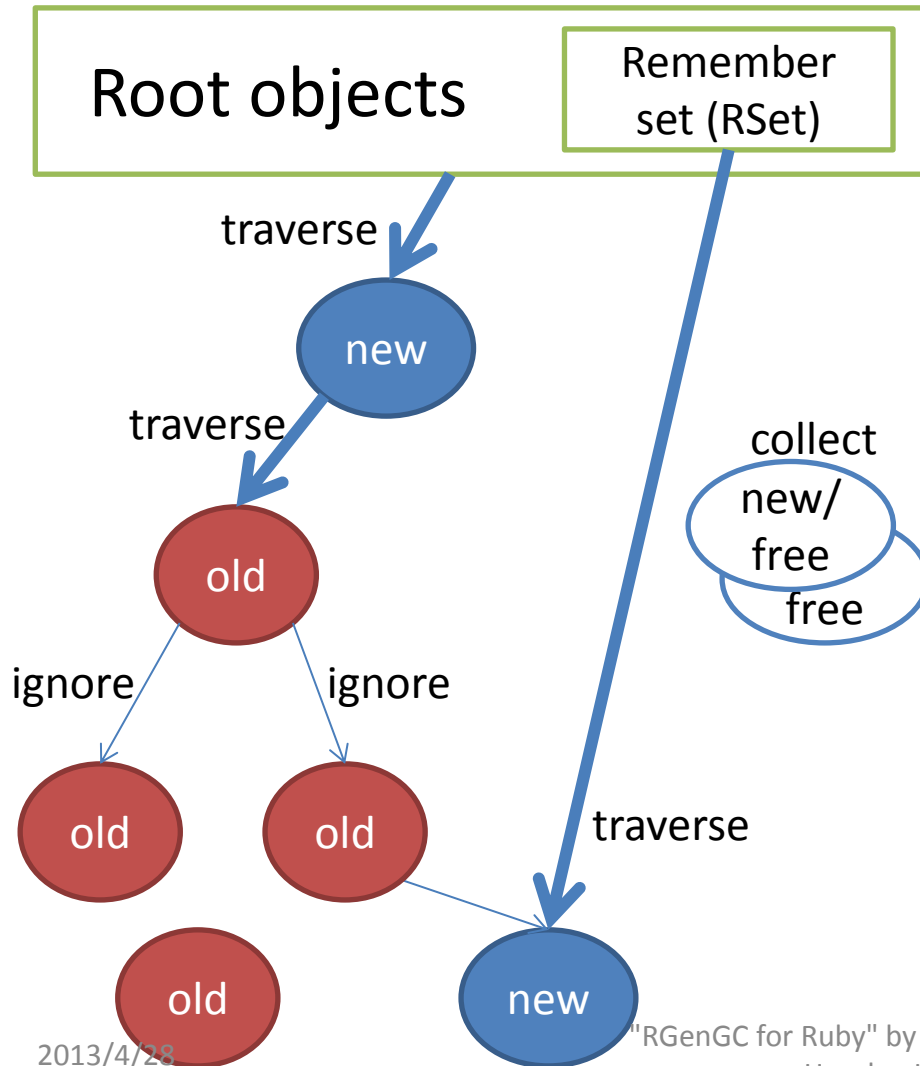 Root objects
Remember
set (RSet)
traverse
new
traverse
collect
new/
free
free
old
ignore
ignore
old
old
traverse
old
new
2013/4/28
"RGenGC for Ruby" by